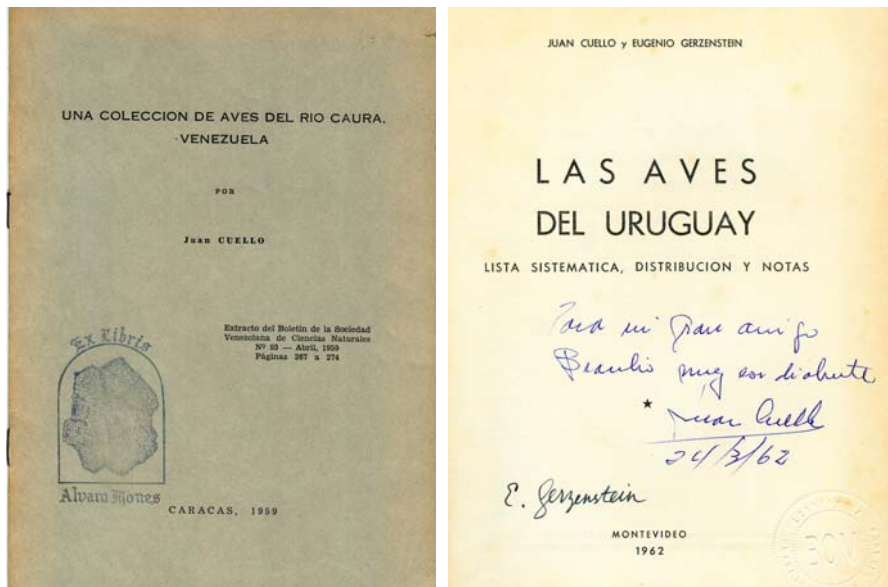 UNA COLECCION DE AVES DEL RIO CAURA,
VENEZUELA
POR
Juan CUELLO
Extracto del Boletín de la Sociedad
Venezolana de Ciencias Naturales
Nº 93 — Abril, 1959
Páginas 267 a 274
Ex Libris
Alvaro Mones
CARACAS, 1959
JUAN CUELLO y EUGENIO GERZENSTEIN
LAS AVES
DEL URUGUAY
LISTA SISTEMATICA, DISTRIBUCION Y NOTAS
Para mi gran amigo
Braulio muy cordialmente
Juan Cuello
24/3/62
E. Gerzenstein
MONTEVIDEO
1962